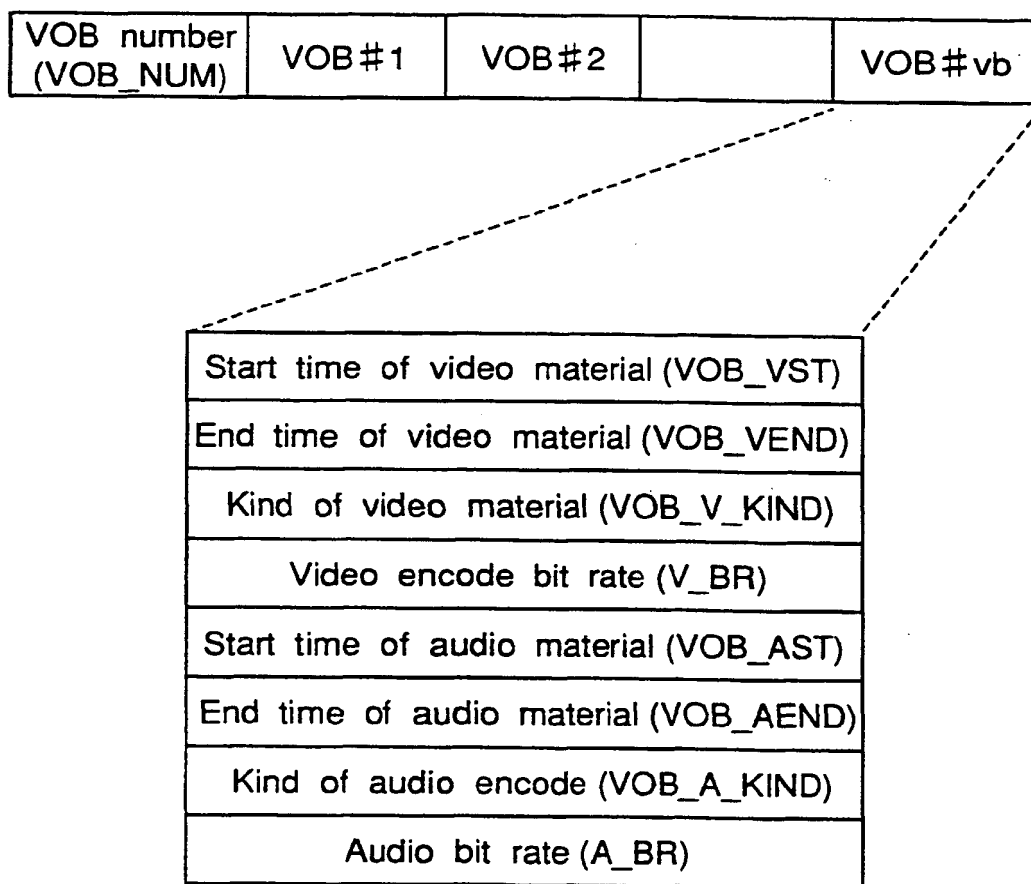 VOB number
(VOB_NUM)
VOB#1
VOB#2
VOB#vb
Start time of video material (VOB_VST)
End time of video material (VOB_VEND)
Kind of video material (VOB_V_KIND)
Video encode bit rate (V_BR)
Start time of audio material (VOB_AST)
End time of audio material (VOB_AEND)
Kind of audio encode (VOB_A_KIND)
Audio bit rate (A_BR)